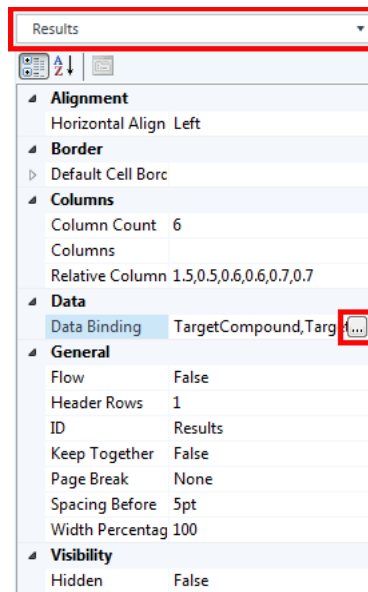 Results
Alignment
Horizontal Align Left
Border
Default Cell Borc
Columns
Column Count 6
Columns
Relative Column 1.5,0.5,0.6,0.6,0.7,0.7
Data
Data Binding TargetCompound,Targ ...
General
Flow False
Header Rows 1
ID Results
Keep Together False
Page Break None
Spacing Before 5pt
Width Percentag 100
Visibility
Hidden False